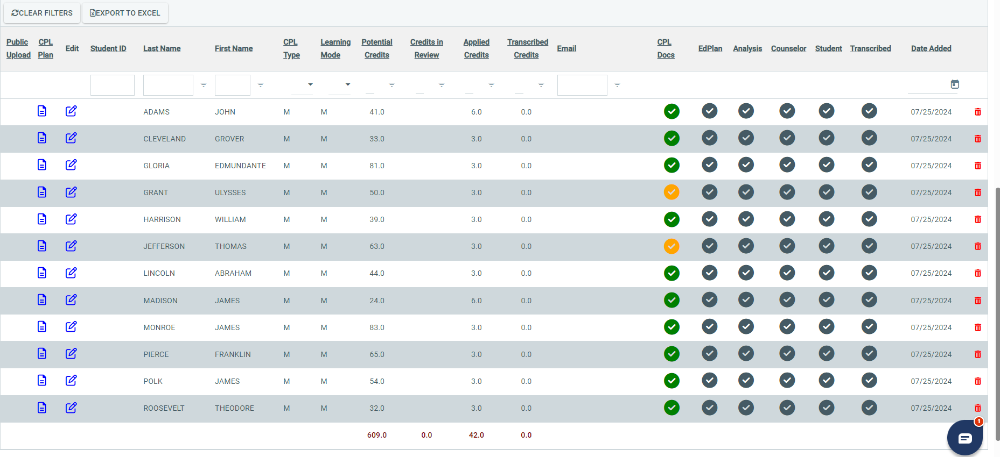 CLEAR FILTERS EXPORT TO EXCEL
Public Upload CPL Plan Edit Student ID Last Name First Name CPL Type Learning Mode Potential Credits Credits in Review Applied Credits Transcribed Credits Email CPL Docs EdPlan Analysis Counselor Student Transcribed Date Added
ADAMS JOHN M M 41.0 6.0 0.0 07/25/2024
CLEVELAND GROVER M M 33.0 3.0 0.0 07/25/2024
GLORIA EDMUNDANTE M M 81.0 3.0 0.0 07/25/2024
GRANT ULYSSES M M 50.0 3.0 0.0 07/25/2024
HARRISON WILLIAM M M 39.0 3.0 0.0 07/25/2024
JEFFERSON THOMAS M M 63.0 3.0 0.0 07/25/2024
LINCOLN ABRAHAM M M 44.0 3.0 0.0 07/25/2024
MADISON JAMES M M 24.0 6.0 0.0 07/25/2024
MONROE JAMES M M 83.0 3.0 0.0 07/25/2024
PIERCE FRANKLIN M M 65.0 3.0 0.0 07/25/2024
POLK JAMES M M 54.0 3.0 0.0 07/25/2024
ROOSEVELT THEODORE M M 32.0 3.0 0.0 07/25/2024
609.0 0.0 42.0 0.0
1